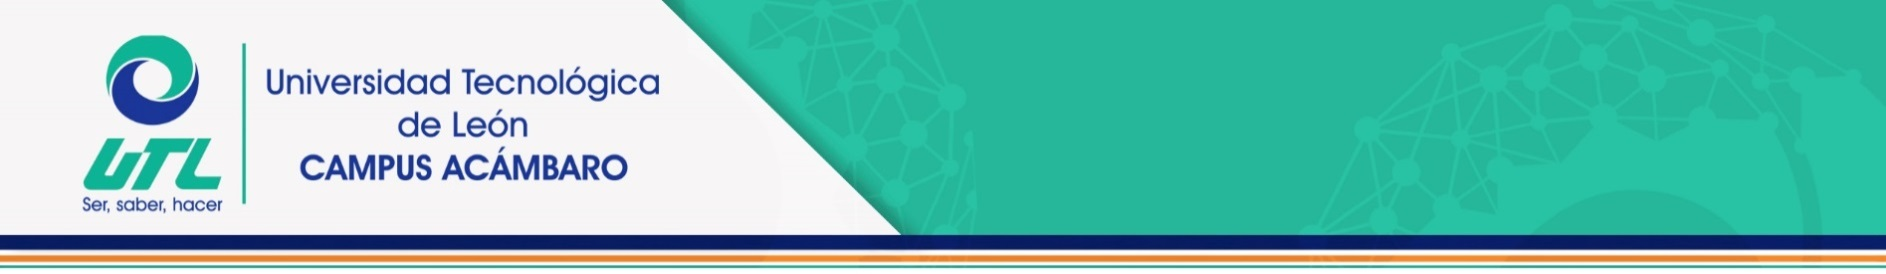 Universidad Tecnológica
de León
CAMPUS ACÁMBARO
UTL
Ser, saber, hacer